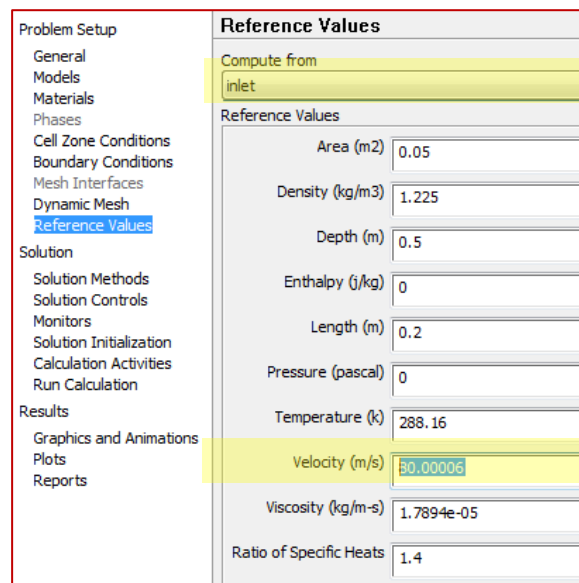 Problem Setup
General
Models
Materials
Phases
Cell Zone Conditions
Boundary Conditions
Mesh Interfaces
Dynamic Mesh
Reference Values
Solution
Solution Methods
Solution Controls
Monitors
Solution Initialization
Calculation Activities
Run Calculation
Results
Graphics and Animations
Plots
Reports
Reference Values
Compute from
inlet
Reference Values
Area (m2) 0.05
Density (kg/m3) 1.225
Depth (m) 0.5
Enthalpy (j/kg) 0
Length (m) 0.2
Pressure (pascal) 0
Temperature (k) 288.16
Velocity (m/s) 30.00006
Viscosity (kg/m-s) 1.7894e-05
Ratio of Specific Heats 1.4